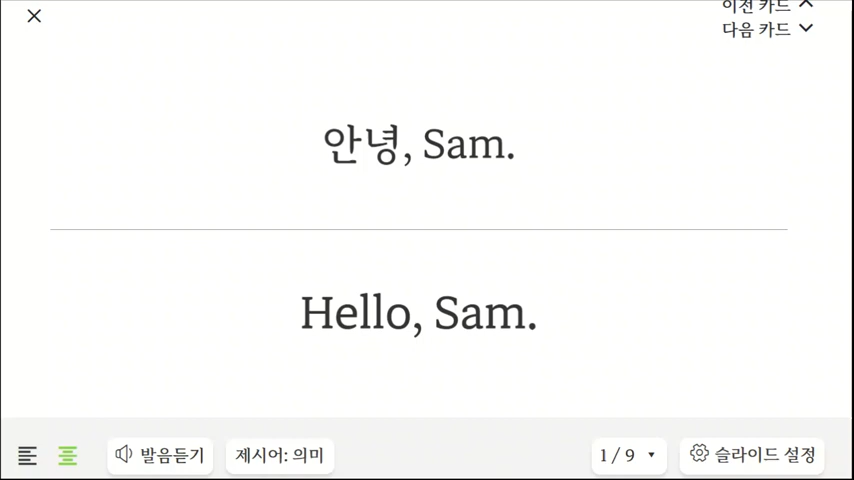 이전 카드
다음 카드
안녕, Sam.
Hello, Sam.
발음듣기 제시어: 의미 1 / 9 슬라이드 설정